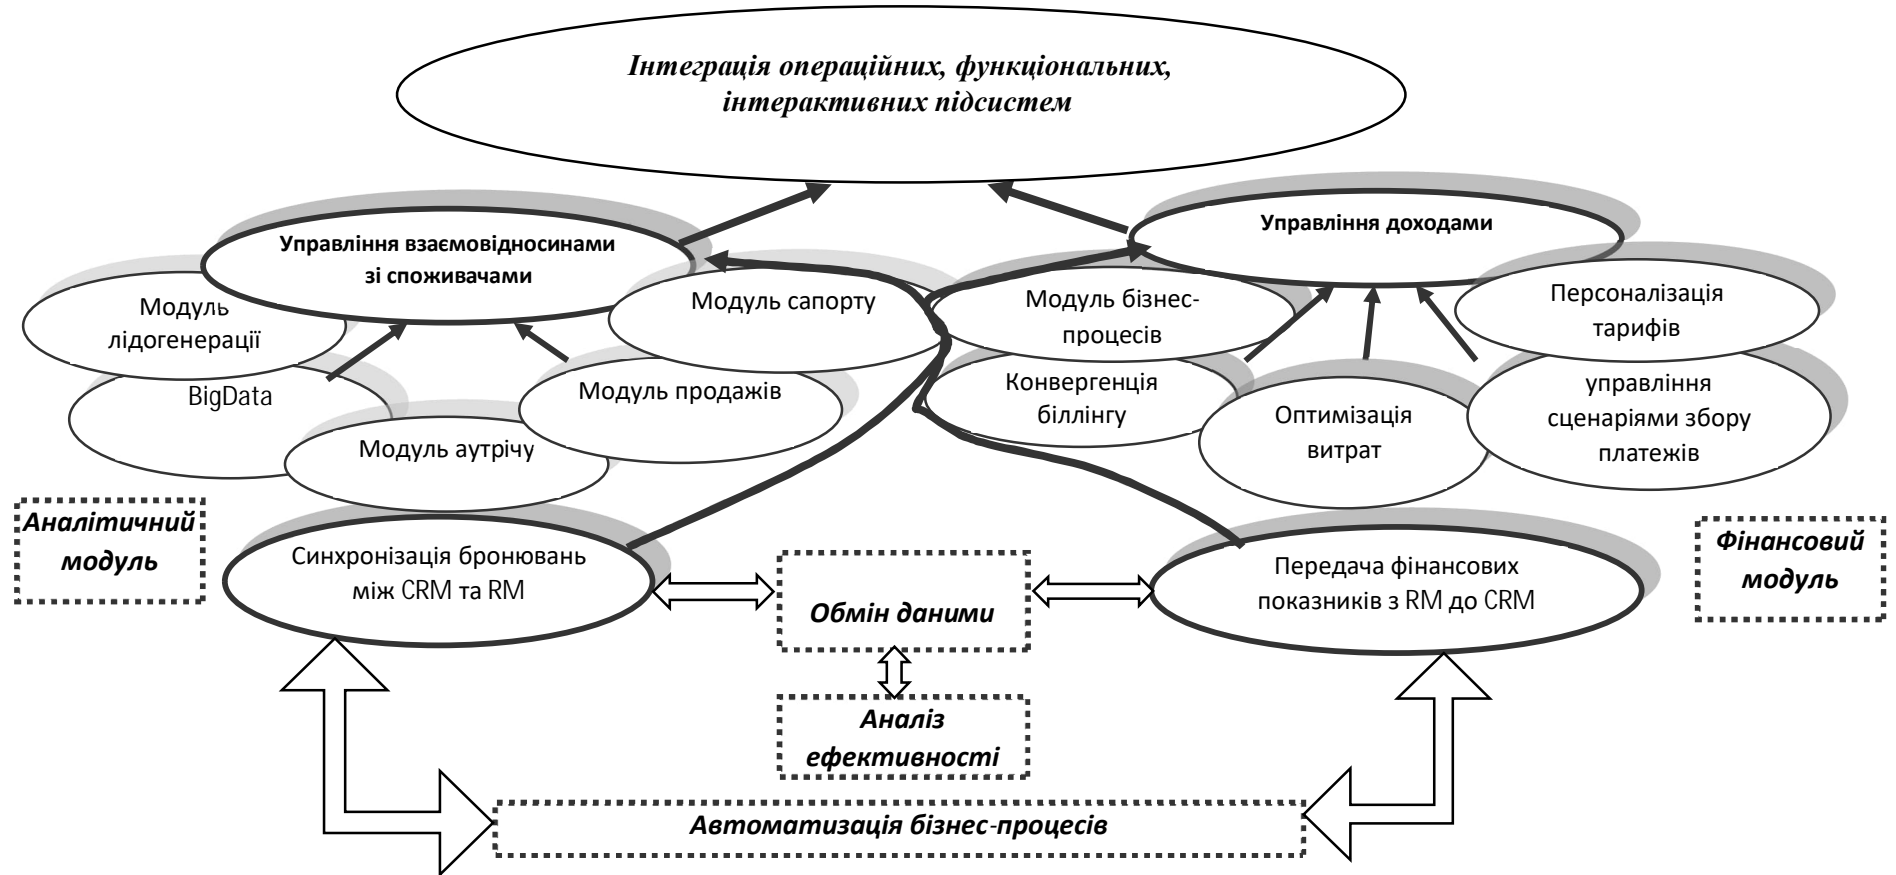 Інтеграція операційних, функціональних,
інтерактивних підсистем
Управління взаємовідносинами
зі споживачами
Управління доходами
Модуль
лідогенерації
Модуль сапорту
Модуль бізнес-
процесів
Персоналізація
тарифів
BigData
Модуль продажів
Конвергенція
біллінгу
управління
сценаріями збору
платежів
Модуль аутрічу
Оптимізація
витрат
Аналітичний
модуль
Синхронізація бронювань
між CRM та RM
Обмін даними
Передача фінансових
показників з RM до CRM
Фінансовий
модуль
Аналіз
ефективності
Автоматизація бізнес-процесів